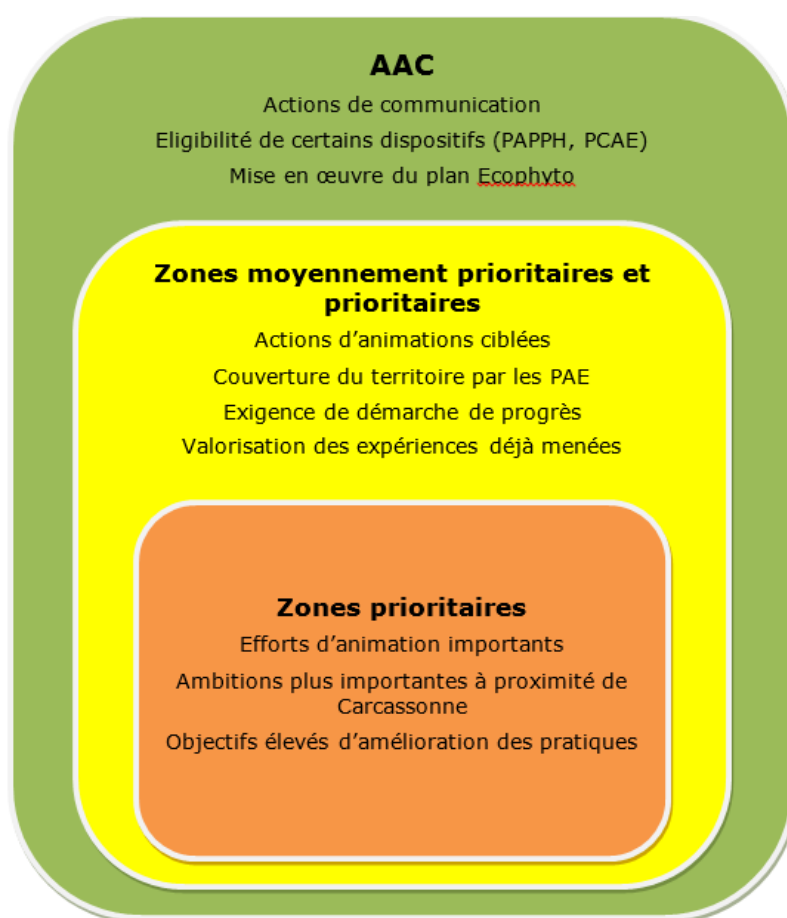 AAC
Actions de communication
Eligibilité de certains dispositifs (PAPPH, PCAE)
Mise en œuvre du plan Ecophyto
Zones moyennement prioritaires et
prioritaires
Actions d’animations ciblées
Couverture du territoire par les PAE
Exigence de démarche de progrès
Valorisation des expériences déjà menées
Zones prioritaires
Efforts d’animation importants
Ambitions plus importantes à proximité de
Carcassonne
Objectifs élevés d’amélioration des pratiques